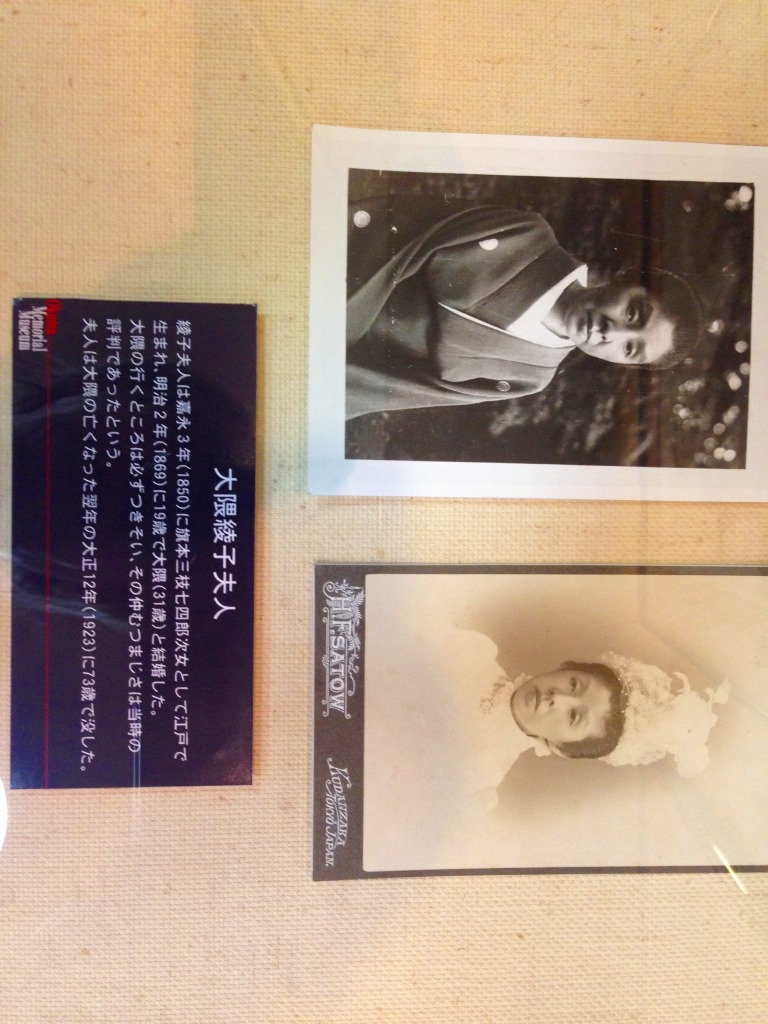 大隈綾子夫人
綾子夫人は嘉永3年(1850)に旗本三枝七四郎次女として江戸で
生まれ、明治2年(1869)に19歳で大隈(31歳)と結婚した。
大隈の行くところは必ずつきそい、その仲むつまじさは当時の
評判であったという。
夫人は大隈の亡くなった翌年の大正12年(1923)に73歳で没した。
Okuma
Memorial
Museum
H.F.SATOW
KUDANZAKA
TOKYO JAPAN.